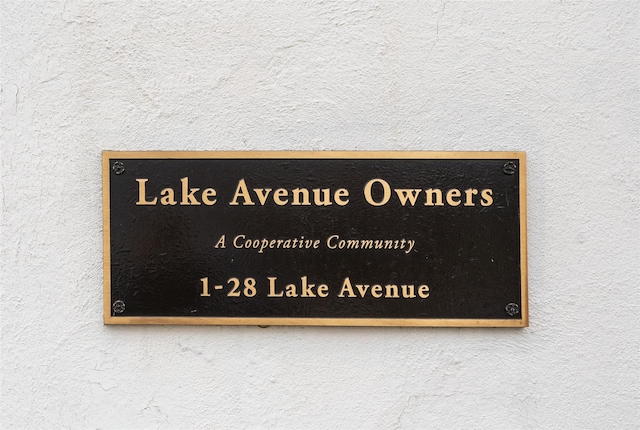 Lake Avenue Owners
A Cooperative Community
1-28 Lake Avenue